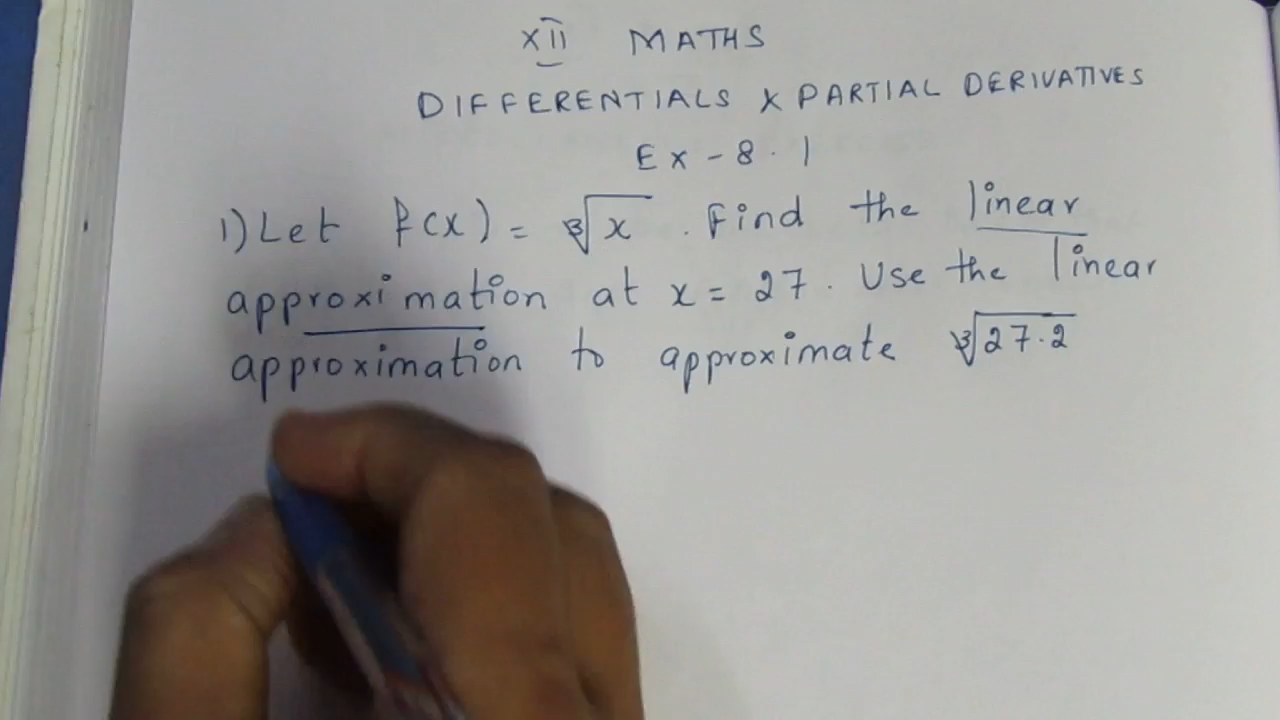 XII MATHS
DIFFERENTIALS & PARTIAL DERIVATIVES
Ex - 8.1
1) Let f(x) = ∛x . Find the linear
approximation at x = 27. Use the linear
approximation to approximate ∛27.2